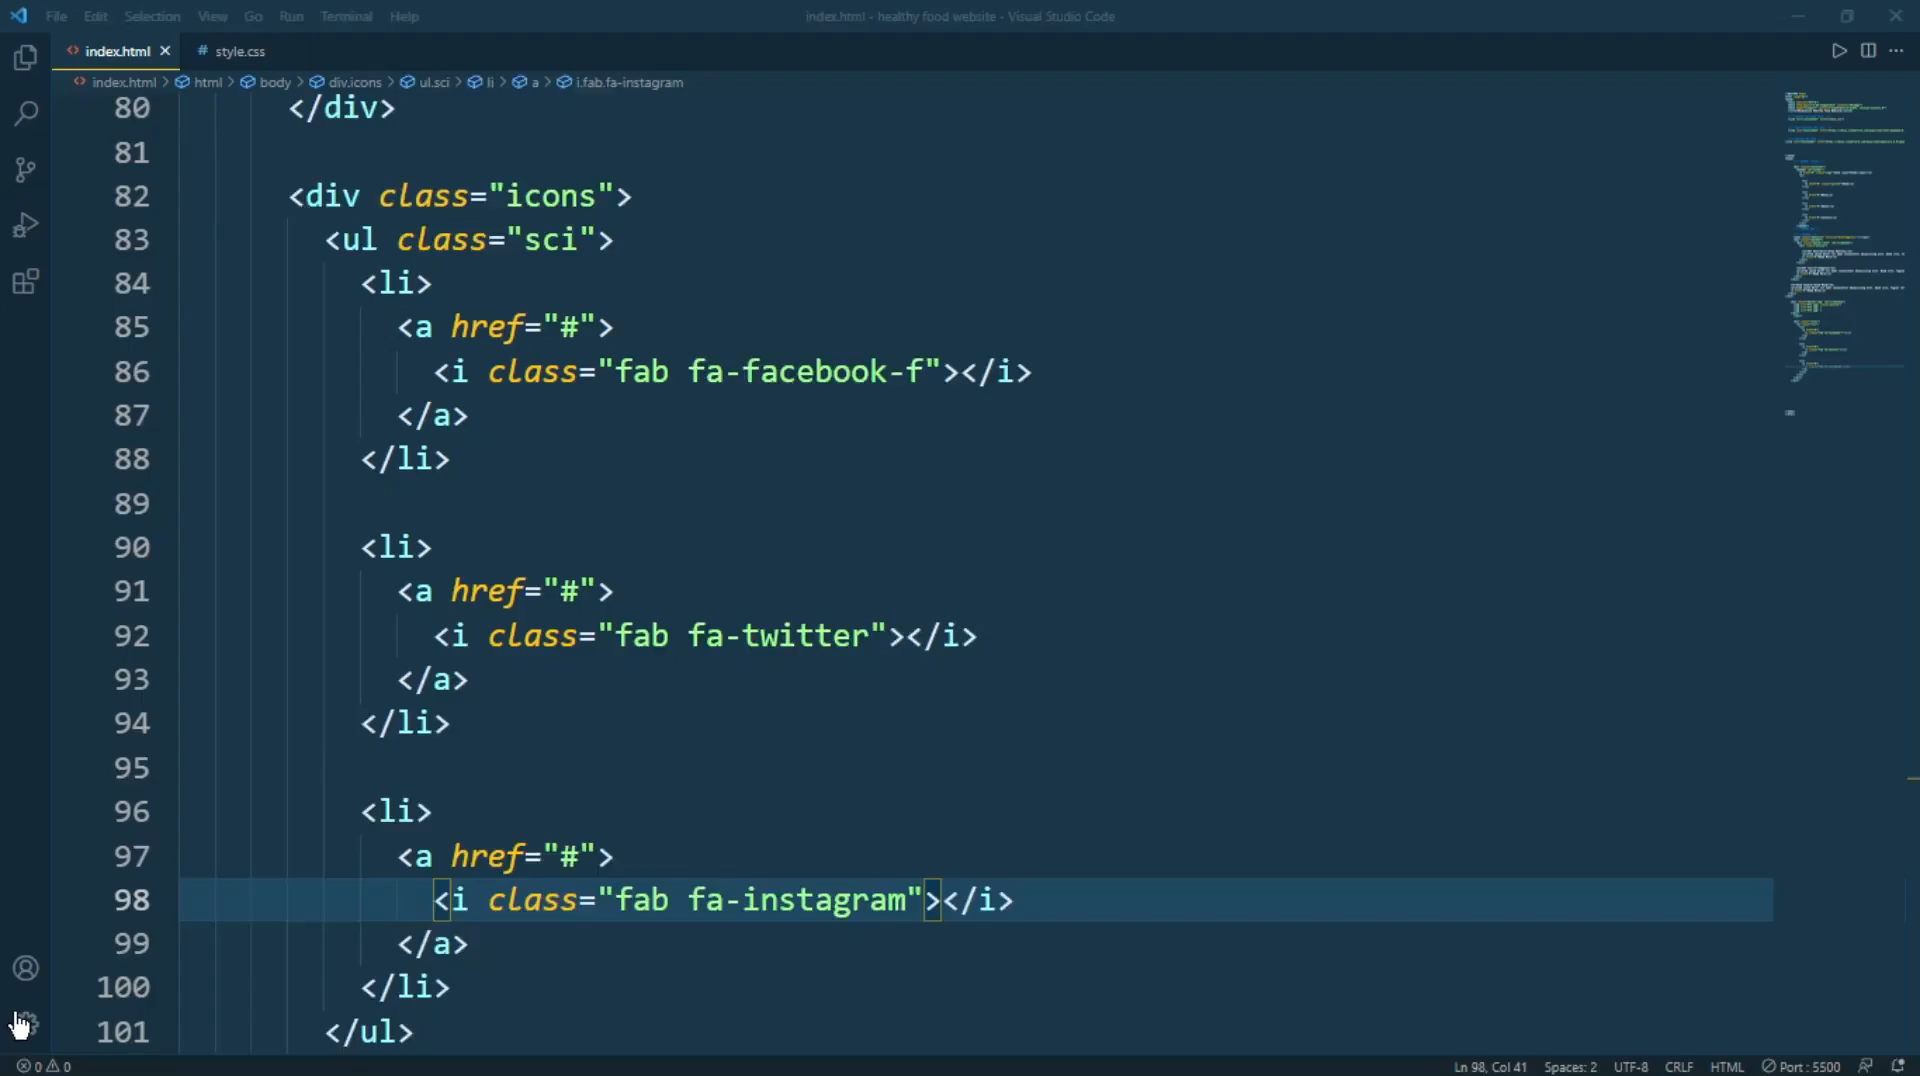 File Edit Selection View Go Run Terminal Help index.html - healthy food website - Visual Studio Code
index.html style.css
index.html > html > body > div.icons > ul.sci > li > a > i.fab.fa-instagram
80 </div>
81
82 <div class="icons">
83 <ul class="sci">
84 <li>
85 <a href="#">
86 <i class="fab fa-facebook-f"></i>
87 </a>
88 </li>
89
90 <li>
91 <a href="#">
92 <i class="fab fa-twitter"></i>
93 </a>
94 </li>
95
96 <li>
97 <a href="#">
98 <i class="fab fa-instagram"></i>
99 </a>
100 </li>
101 </ul>
0 0 Ln 98, Col 41 Spaces: 2 UTF-8 CRLF HTML Port : 5500